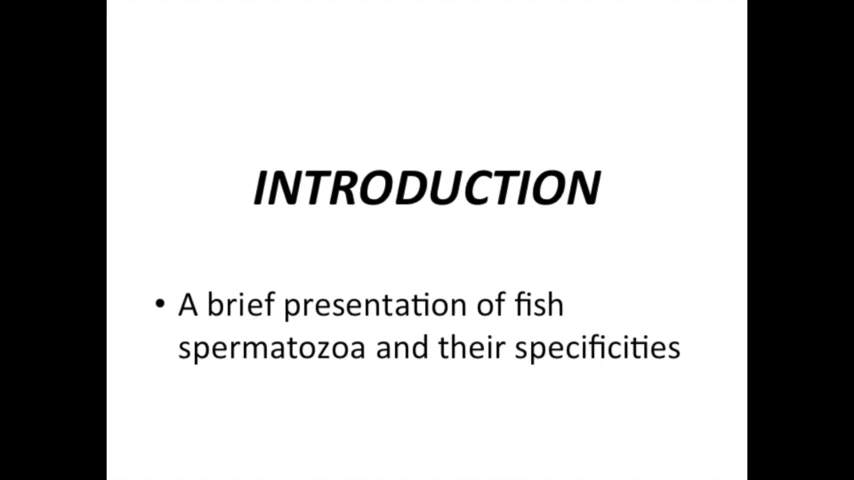 INTRODUCTION
• A brief presentation of fish
spermatozoa and their specificities